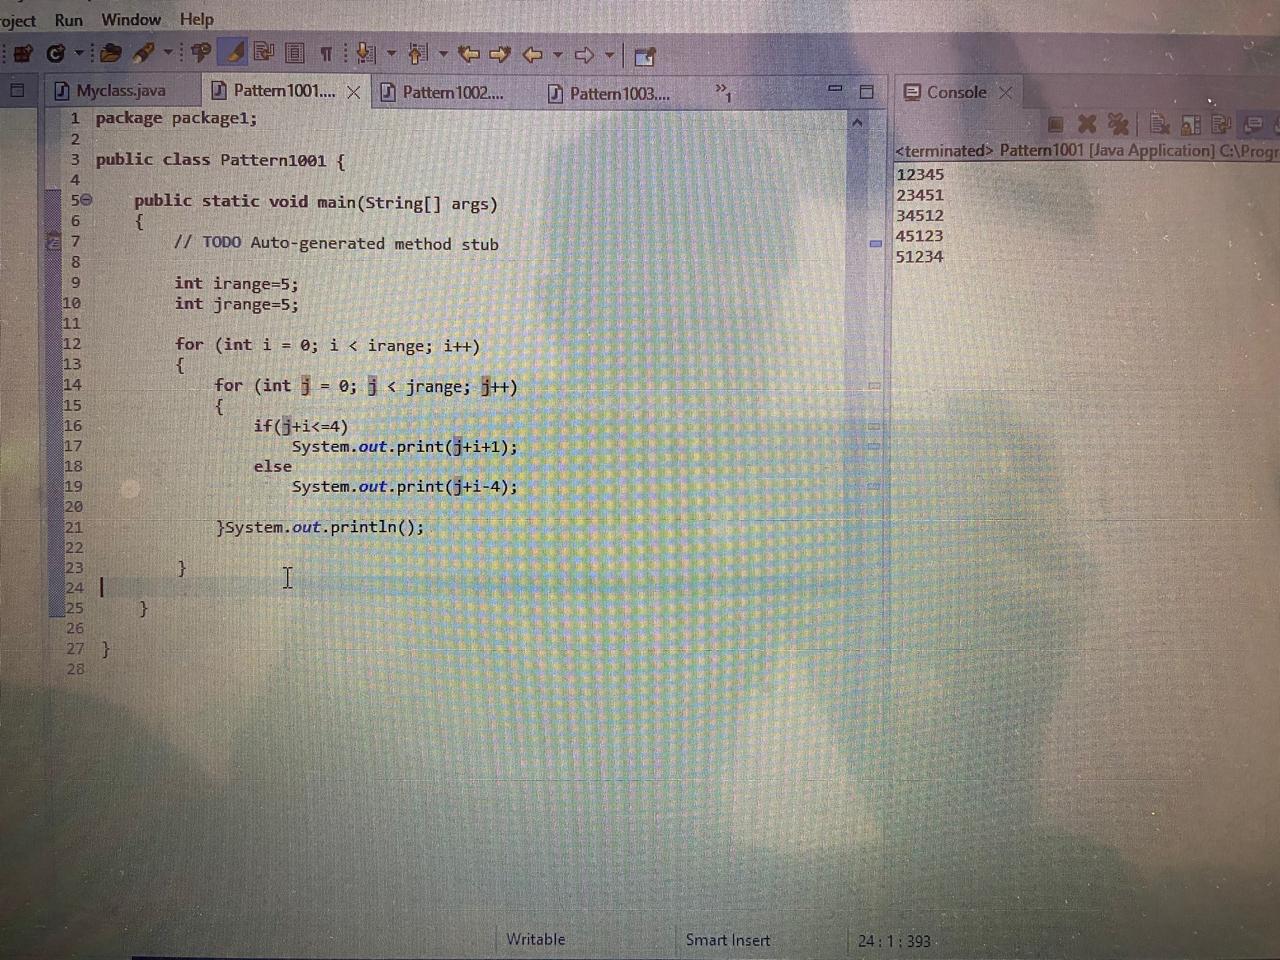 oject Run Window Help
Myclass.java Pattern1001.... Pattern1002.... Pattern1003.... »1
Console
<terminated> Pattern1001 [Java Application] C:\Progr
1 package package1;
2
3 public class Pattern1001 {
4
5 public static void main(String[] args)
6 {
7 // TODO Auto-generated method stub
8
9 int irange=5;
10 int jrange=5;
11
12 for (int i = 0; i < irange; i++)
13 {
14 for (int j = 0; j < jrange; j++)
15 {
16 if(j+i<=4)
17 System.out.print(j+i+1);
18 else
19 System.out.print(j+i-4);
20
21 }System.out.println();
22
23 }
24
25 }
26
27 }
28
12345
23451
34512
45123
51234
Writable Smart Insert 24 : 1 : 393